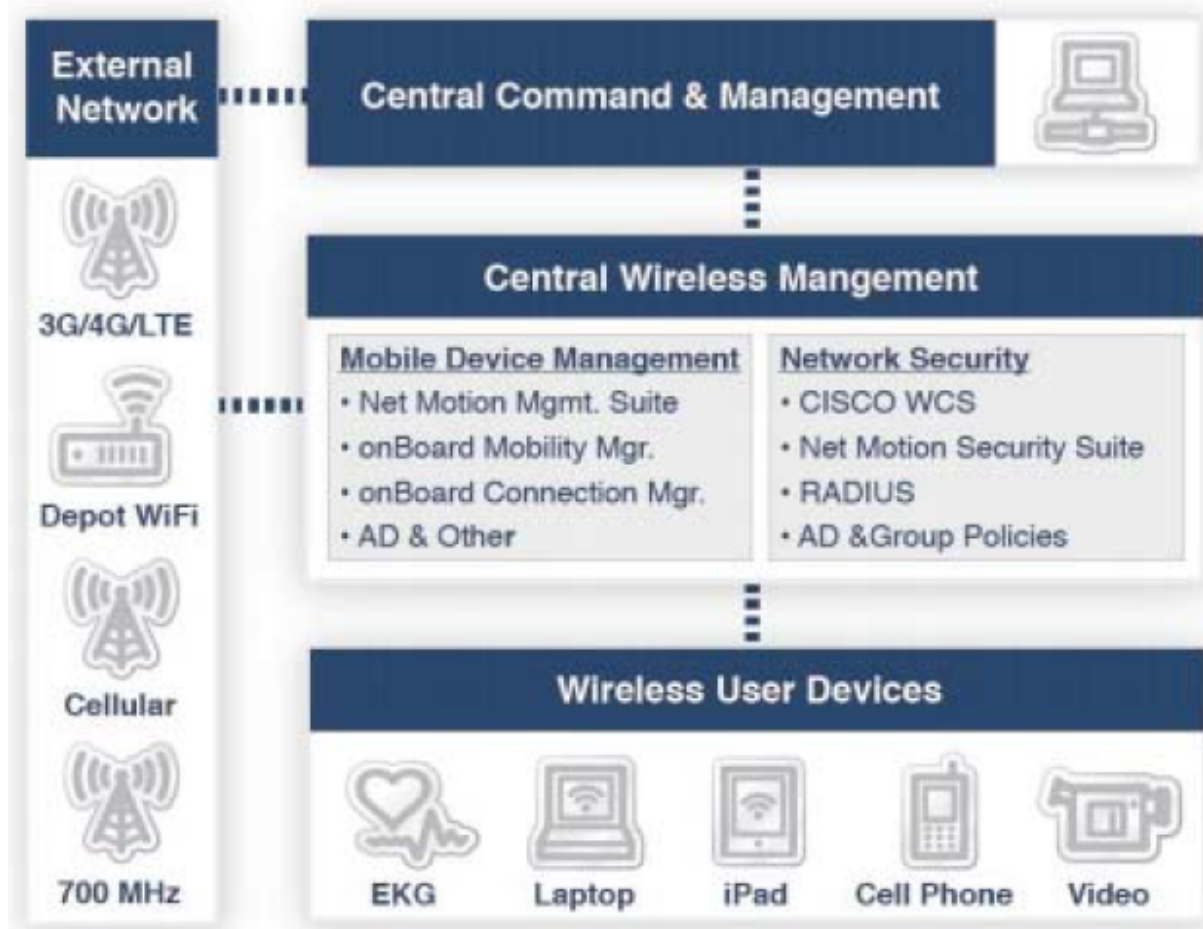 External
Network
3G/4G/LTE
Depot WiFi
Cellular
700 MHz
Central Command & Management
Central Wireless Mangement
Mobile Device Management
• Net Motion Mgmt. Suite
• onBoard Mobility Mgr.
• onBoard Connection Mgr.
• AD & Other
Network Security
• CISCO WCS
• Net Motion Security Suite
• RADIUS
• AD &Group Policies
Wireless User Devices
EKG
Laptop
iPad
Cell Phone
Video